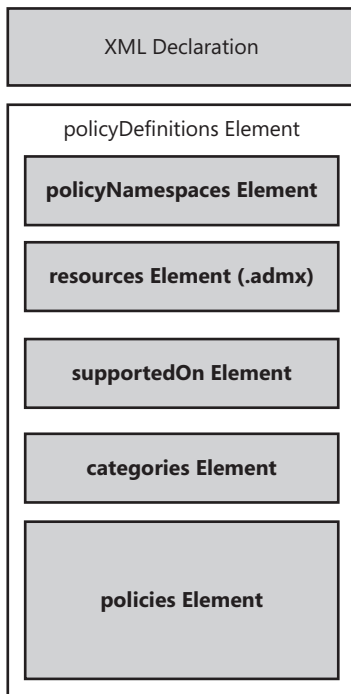 XML Declaration
policyDefinitions Element
policyNamespaces Element
resources Element (.admx)
supportedOn Element
categories Element
policies Element